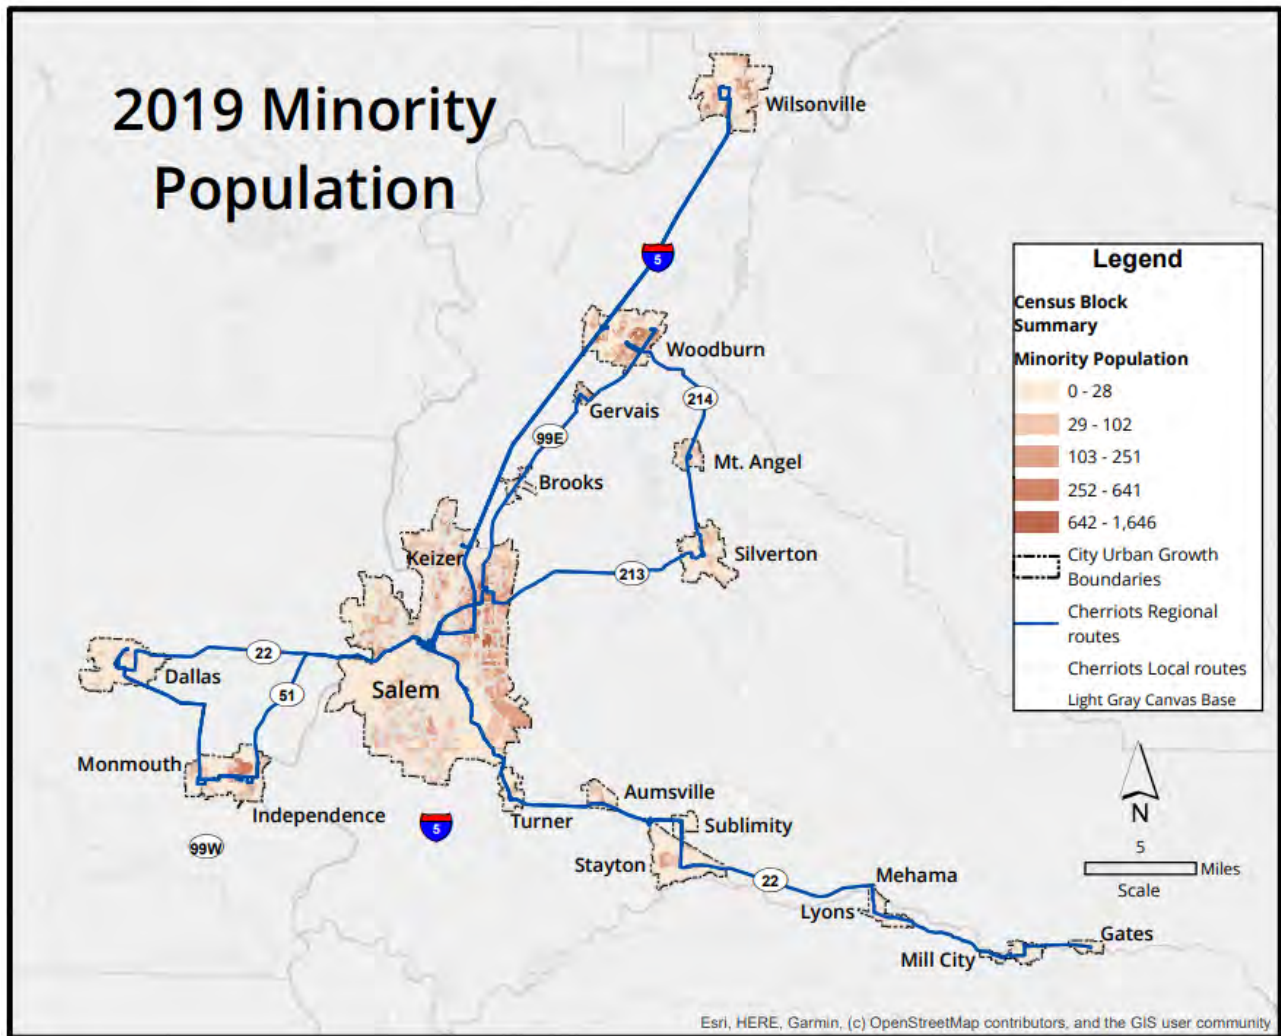 2019 Minority
Population
Wilsonville
5
Legend
Census Block
Summary
Minority Population
0 - 28
29 - 102
103 - 251
252 - 641
642 - 1,646
City Urban Growth
Boundaries
Cherriots Regional
routes
Cherriots Local routes
Light Gray Canvas Base
Woodburn
Gervais
214
99E
Mt. Angel
Brooks
Keizer
Silverton
213
22
Dallas
51
Salem
Monmouth
Independence
99W
5
Turner
Aumsville
Sublimity
Stayton
22
Mehama
Lyons
Mill City
Gates
N
5
Miles
Scale
Esri, HERE, Garmin, (c) OpenStreetMap contributors, and the GIS user community